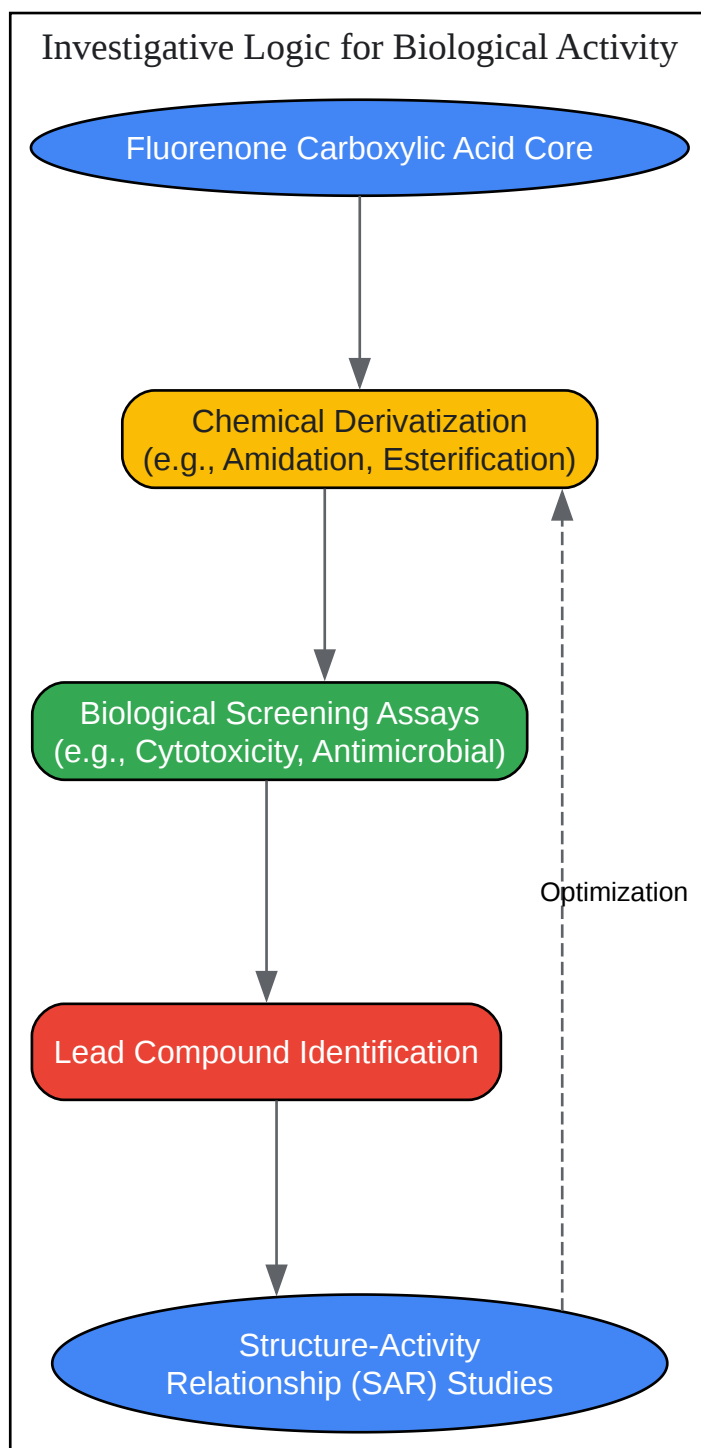 Investigative Logic for Biological Activity
Fluorenone Carboxylic Acid Core
Chemical Derivatization
(e.g., Amidation, Esterification)
Biological Screening Assays
(e.g., Cytotoxicity, Antimicrobial)
Optimization
Lead Compound Identification
Structure-Activity
Relationship (SAR) Studies